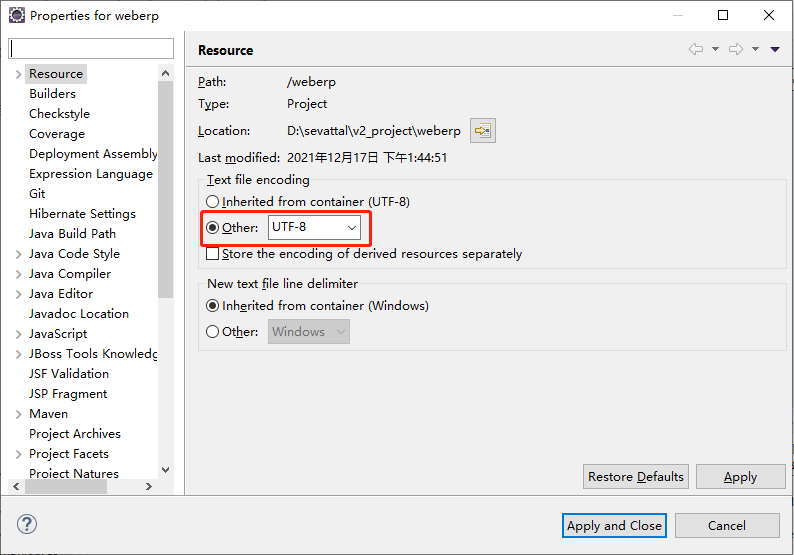 Properties for weberp
Resource
Builders
Checkstyle
Coverage
Deployment Assembly
Expression Language
Git
Hibernate Settings
Java Build Path
Java Code Style
Java Compiler
Java Editor
Javadoc Location
JavaScript
JBoss Tools Knowledg
JSF Validation
JSP Fragment
Maven
Project Archives
Project Facets
Project Natures
Resource
Path: /weberp
Type: Project
Location: D:\sevattal\v2_project\weberp
Last modified: 2021年12月17日 下午1:44:51
Text file encoding
Inherited from container (UTF-8)
Other: UTF-8
Store the encoding of derived resources separately
New text file line delimiter
Inherited from container (Windows)
Other: Windows
Restore Defaults Apply
? Apply and Close Cancel